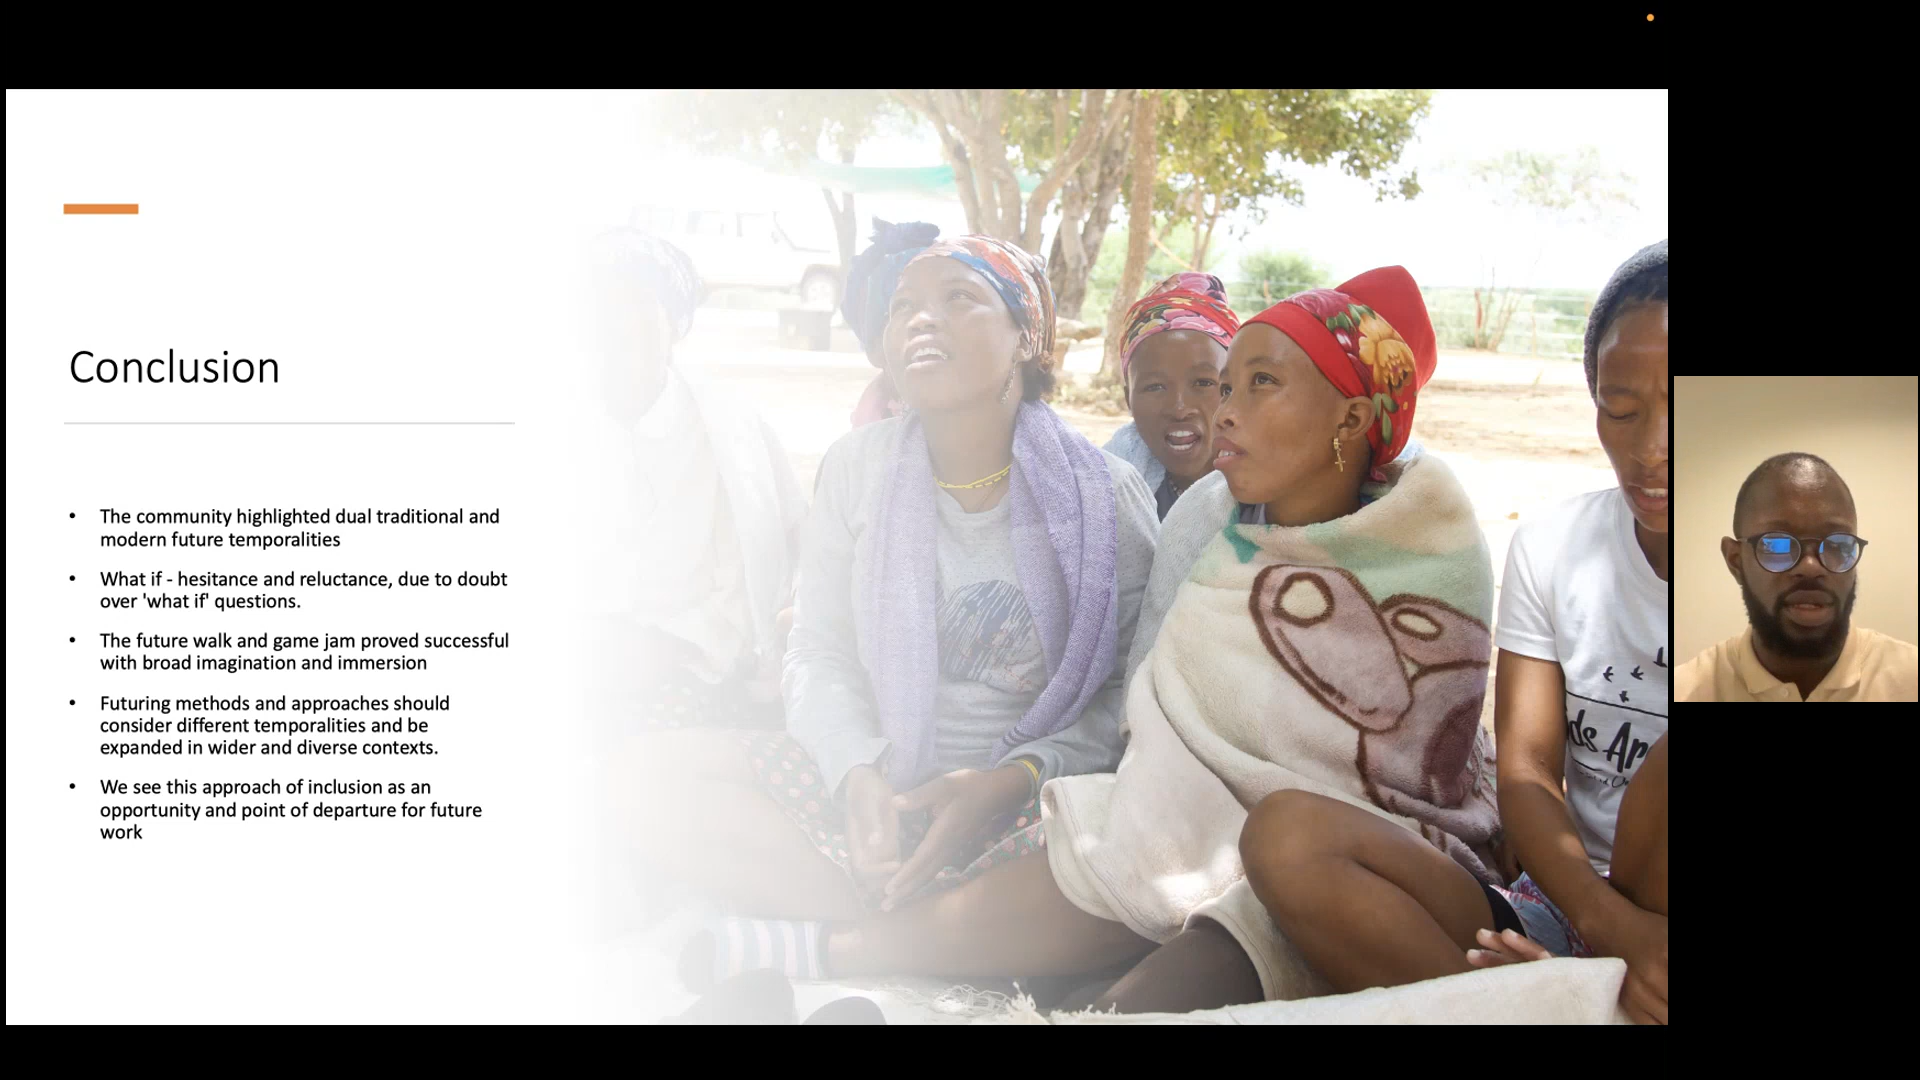 Conclusion
• The community highlighted dual traditional and
modern future temporalities
• What if - hesitance and reluctance, due to doubt
over 'what if' questions.
• The future walk and game jam proved successful
with broad imagination and immersion
• Futuring methods and approaches should
consider different temporalities and be
expanded in wider and diverse contexts.
• We see this approach of inclusion as an
opportunity and point of departure for future
work